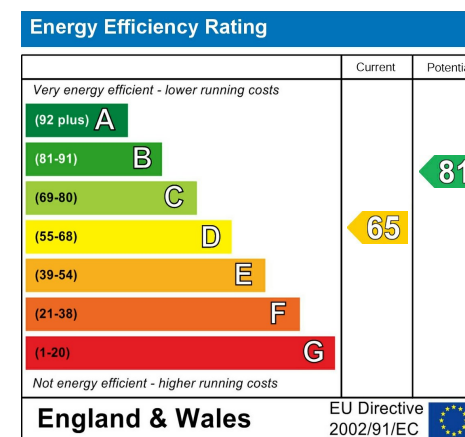 Energy Efficiency Rating
Current Potentia
Very energy efficient - lower running costs
(92 plus) A
(81-91) B
81
(69-80) C
(55-68) D
65
(39-54) E
(21-38) F
(1-20) G
Not energy efficient - higher running costs
England & Wales
EU Directive
2002/91/EC